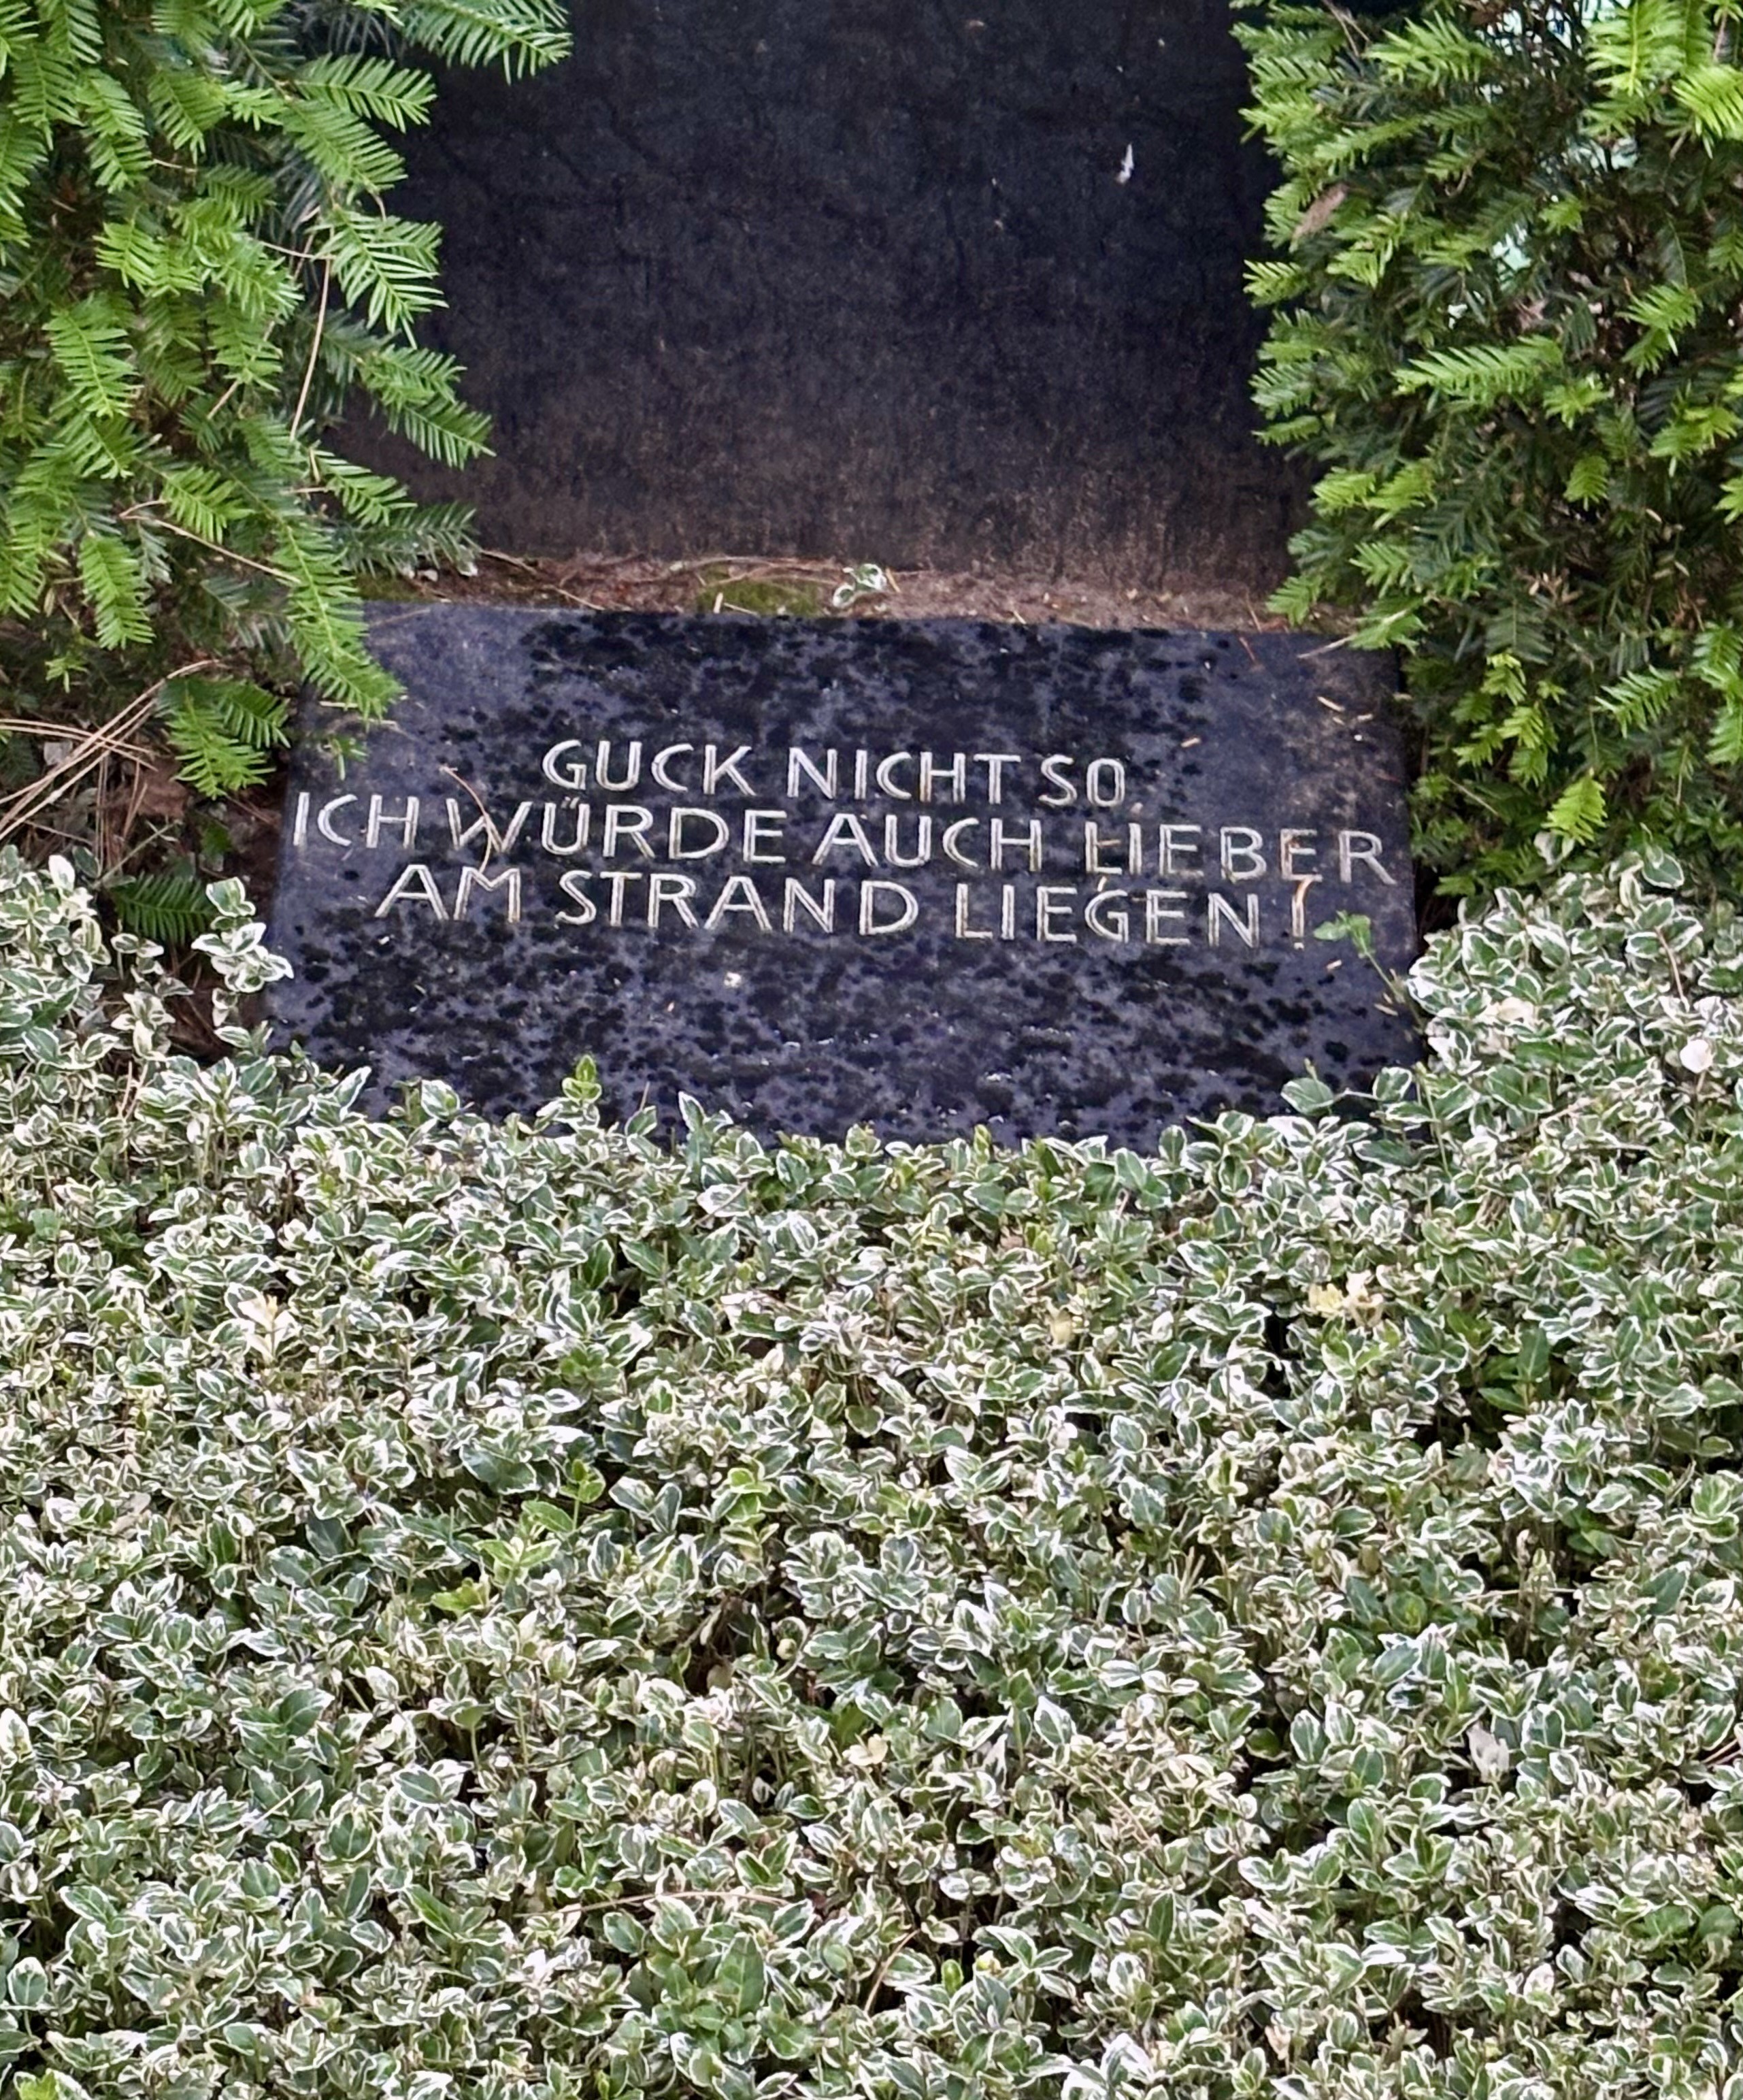 GUCK NICHT SO,
ICH WÜRDE AUCH LIEBER
AM STRAND LIEGEN!